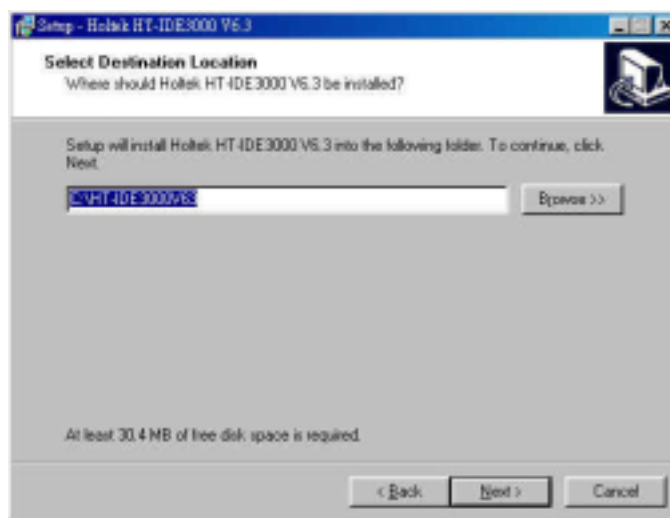 Setup - Holtek HT-IDE3000 V6.3
Select Destination Location
Where should Holtek HT-IDE3000 V6.3 be installed?
Setup will install Holtek HT-IDE3000 V6.3 into the following folder. To continue, click
Next.
C:\HT-IDE3000V63
Browse >>
At least 30.4 MB of free disk space is required.
< Back
Next >
Cancel